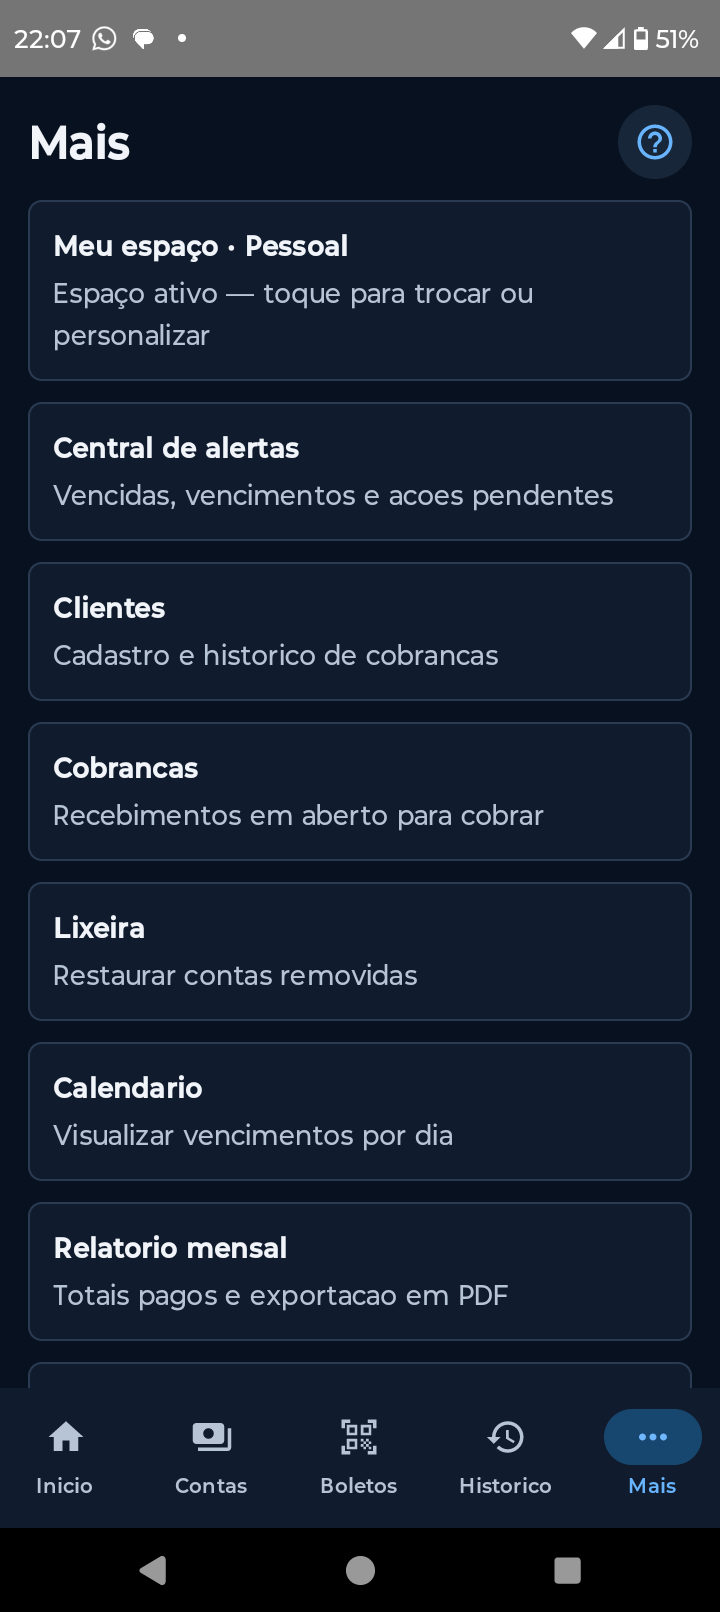 22:07
51%
Mais
Meu espaço · Pessoal
Espaço ativo — toque para trocar ou
personalizar
Central de alertas
Vencidas, vencimentos e acoes pendentes
Clientes
Cadastro e historico de cobrancas
Cobrancas
Recebimentos em aberto para cobrar
Lixeira
Restaurar contas removidas
Calendario
Visualizar vencimentos por dia
Relatorio mensal
Totais pagos e exportacao em PDF
Inicio
Contas
Boletos
Historico
Mais